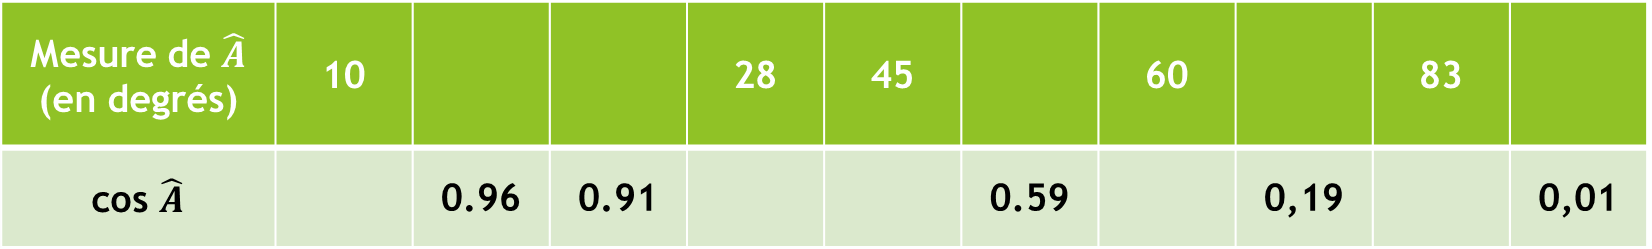 Mesure de Â
(en degrés) 10 28 45 60 83
cos Â 0.96 0.91 0.59 0,19 0,01